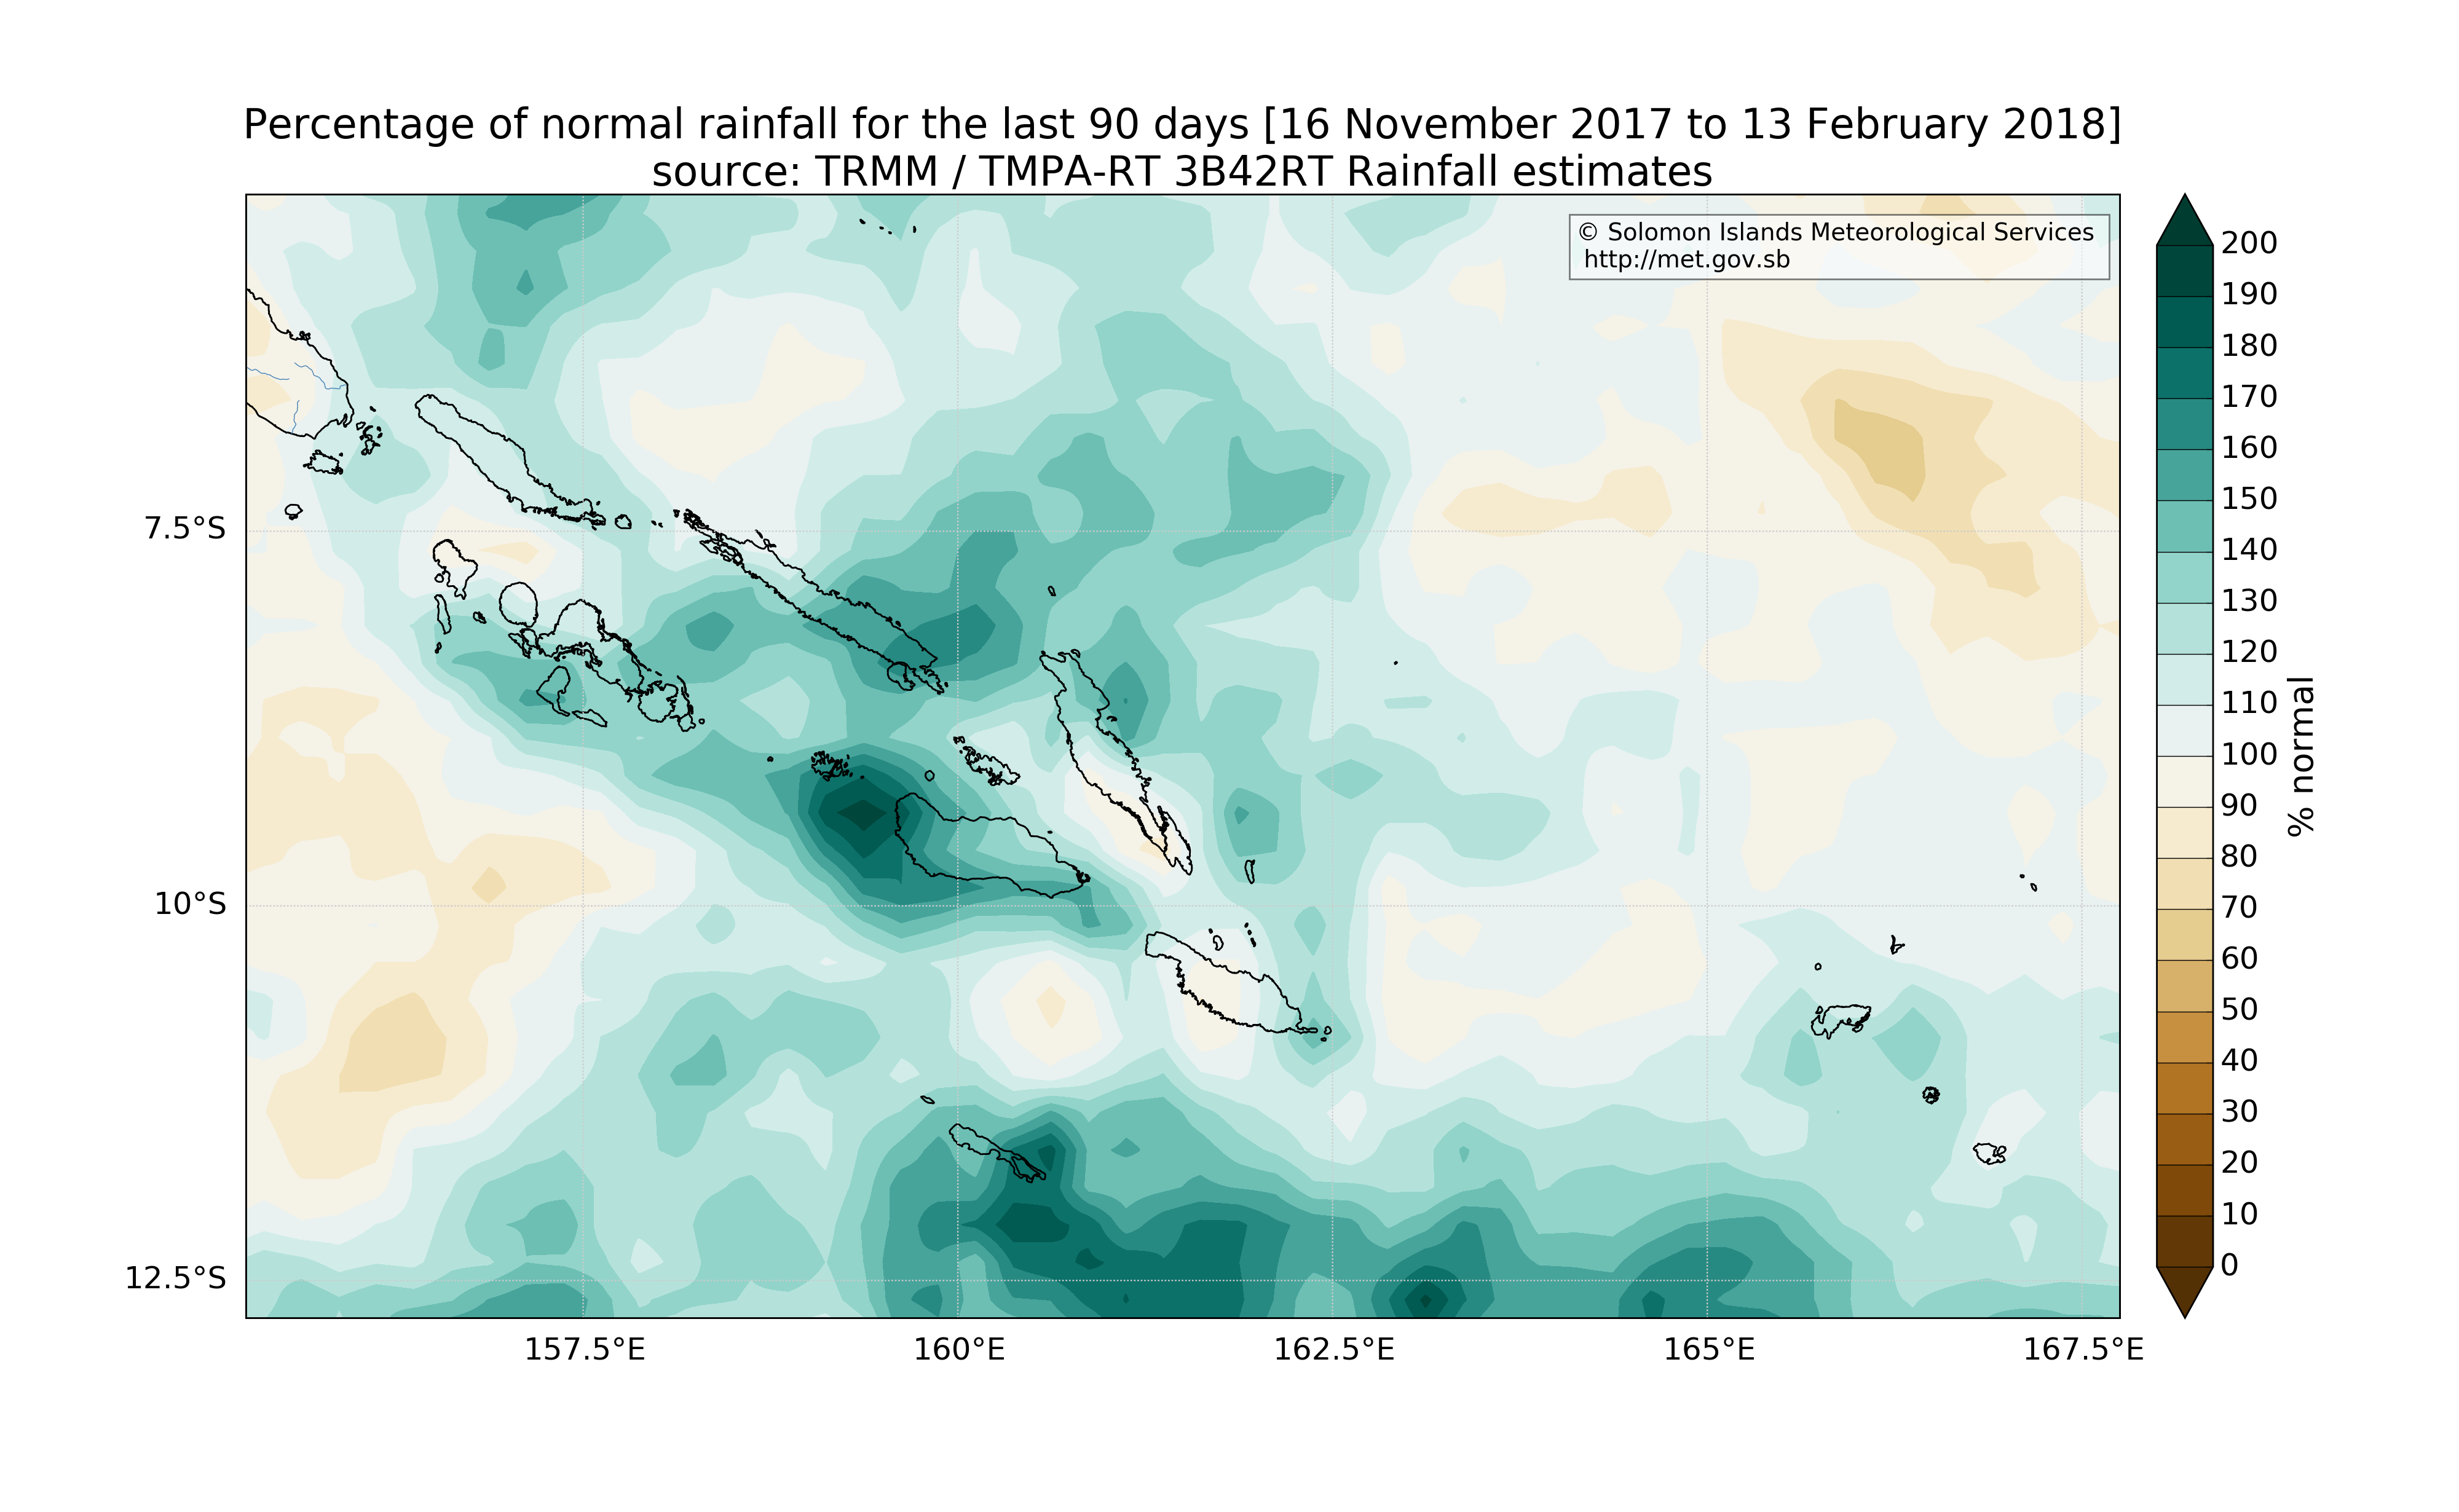 Percentage of normal rainfall for the last 90 days [16 November 2017 to 13 February 2018]
source: TRMM / TMPA-RT 3B42RT Rainfall estimates
© Solomon Islands Meteorological Services
http://met.gov.sb
7.5°S
10°S
12.5°S
157.5°E
160°E
162.5°E
165°E
167.5°E
200
190
180
170
160
150
140
130
120
110
100
90
80
70
60
50
40
30
20
10
0
% normal